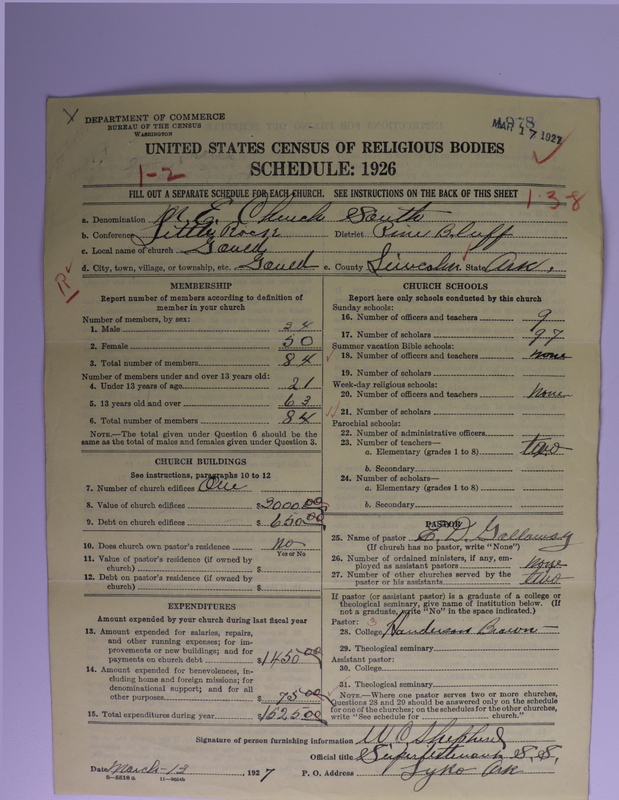 DEPARTMENT OF COMMERCE
BUREAU OF THE CENSUS
WASHINGTON
MAR 17 1927
UNITED STATES CENSUS OF RELIGIOUS BODIES
SCHEDULE: 1926
1-2
FILL OUT A SEPARATE SCHEDULE FOR EACH CHURCH. SEE INSTRUCTIONS ON THE BACK OF THIS SHEET
1-3-8
a. Denomination M. E. Church South
b. Conference Little Rock District Pine Bluff
c. Local name of church Gould
d. City, town, village, or township, etc. Gould e. County Lincoln State Ark.
MEMBERSHIP
Report number of members according to definition of
member in your church
Number of members, by sex:
1. Male 34
2. Female 50
3. Total number of members 84
Number of members under and over 13 years old:
4. Under 13 years of age 21
5. 13 years old and over 63
6. Total number of members 84
NOTE.—The total given under Question 6 should be
same as the total of males and females given under Question 3.
CHURCH BUILDINGS
See instructions, paragraphs 10 to 12
7. Number of church edifices One
8. Value of church edifices $3000.00
9. Debt on church edifices $650.00
10. Does church own pastor's residence No
Yes or No
11. Value of pastor's residence (if owned by
church) $
12. Debt on pastor's residence (if owned by
church) $
EXPENDITURES
Amount expended by your church during last fiscal year
13. Amount expended for salaries, repairs,
and other running expenses; for im-
provements or new buildings; and for
payments on church debt $1450.00
14. Amount expended for benevolences, in-
cluding home and foreign missions; for
denominational support; and for all
other purposes $75.00
15. Total expenditures during year $1525.00
CHURCH SCHOOLS
Report here only schools conducted by this church
Sunday schools:
16. Number of officers and teachers 9
17. Number of scholars 97
Summer vacation Bible schools:
18. Number of officers and teachers none
19. Number of scholars
Week-day religious schools:
20. Number of officers and teachers None
21. Number of scholars
Parochial schools:
22. Number of administrative officers
23. Number of teachers—
a. Elementary (grades 1 to 8) two
b. Secondary
24. Number of scholars—
a. Elementary (grades 1 to 8)
b. Secondary
PASTOR
25. Name of pastor E. D. Galloway
(If church has no pastor, write "None")
26. Number of ordained ministers, if any, em-
ployed as assistant pastors None
27. Number of other churches served by the
pastor or his assistants two
If pastor (or assistant pastor) is a graduate of a college or
theological seminary, give name of institution below. (If
not a graduate, write "No" in the space indicated.)
Pastor: 3
28. College Handerson Brown
29. Theological seminary
Assistant pastor:
30. College
31. Theological seminary
NOTE.—Where one pastor serves two or more churches,
Questions 28 and 29 should be answered only on the schedule
for one of the churches; on the schedules for the other churches,
write "See schedule for church."
Signature of person furnishing information W. O. Shepherd
Official title Superintendant S. S.
Date March-13, 1927 P. O. Address Tyro Ark